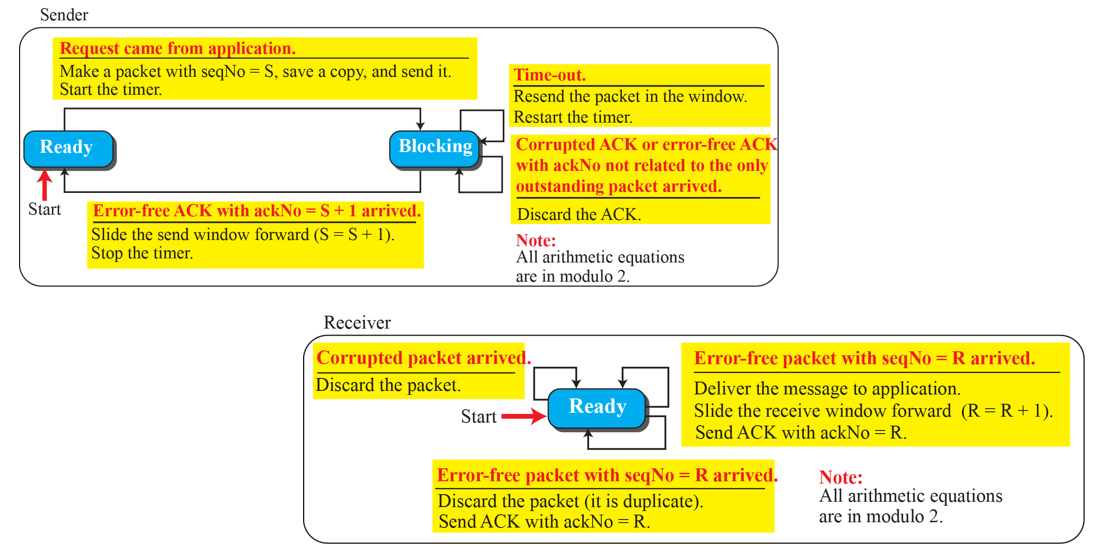 Sender
Request came from application.
Make a packet with seqNo = S, save a copy, and send it.
Start the timer.
Time-out.
Resend the packet in the window.
Restart the timer.
Ready
Blocking
Corrupted ACK or error-free ACK
with ackNo not related to the only
outstanding packet arrived.
Discard the ACK.
Start
Error-free ACK with ackNo = S + 1 arrived.
Slide the send window forward (S = S + 1).
Stop the timer.
Note:
All arithmetic equations
are in modulo 2.
Receiver
Corrupted packet arrived.
Discard the packet.
Error-free packet with seqNo = R arrived.
Deliver the message to application.
Slide the receive window forward (R = R + 1).
Send ACK with ackNo = R.
Ready
Start
Error-free packet with seqNo = R arrived.
Discard the packet (it is duplicate).
Send ACK with ackNo = R.
Note:
All arithmetic equations
are in modulo 2.